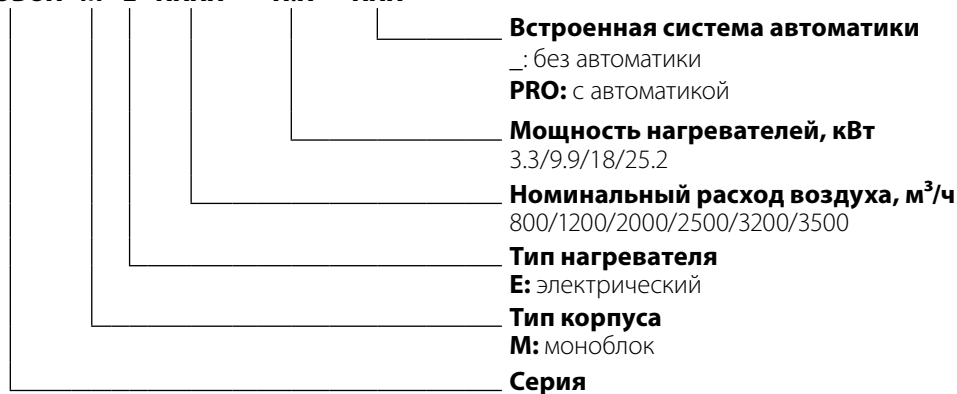 Встроенная система автоматики
_: без автоматики
PRO: с автоматикой
Мощность нагревателей, кВт
3.3/9.9/18/25.2
Номинальный расход воздуха, м³/ч
800/1200/2000/2500/3200/3500
Тип нагревателя
E: электрический
Тип корпуса
M: моноблок
Серия